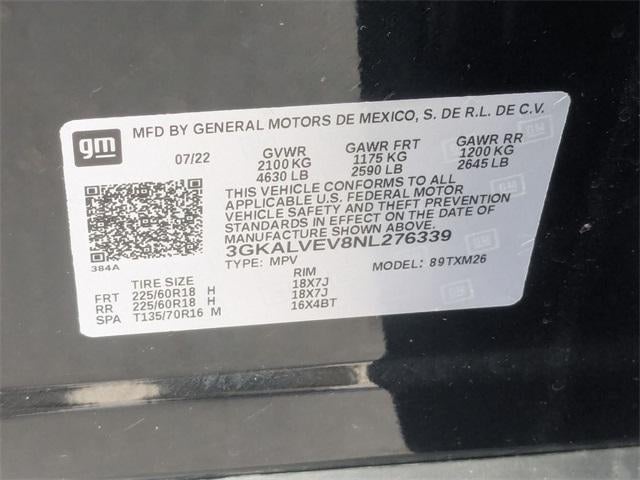 gm
MFD BY GENERAL MOTORS DE MEXICO, S. DE R.L. DE C.V.
07/22 GVWR GAWR FRT GAWR RR
2100 KG 1175 KG 1200 KG
4630 LB 2590 LB 2645 LB
THIS VEHICLE CONFORMS TO ALL
APPLICABLE U.S. FEDERAL MOTOR
VEHICLE SAFETY AND THEFT PREVENTION
STANDARDS IN EFFECT ON THE DATE OF
MANUFACTURE SHOWN ABOVE.
3GKALVEV8NL276339
384A TYPE: MPV MODEL: 89TXM26
TIRE SIZE RIM
FRT 225/60R18 H 18X7J
RR 225/60R18 H 18X7J
SPA T135/70R16 M 16X4BT